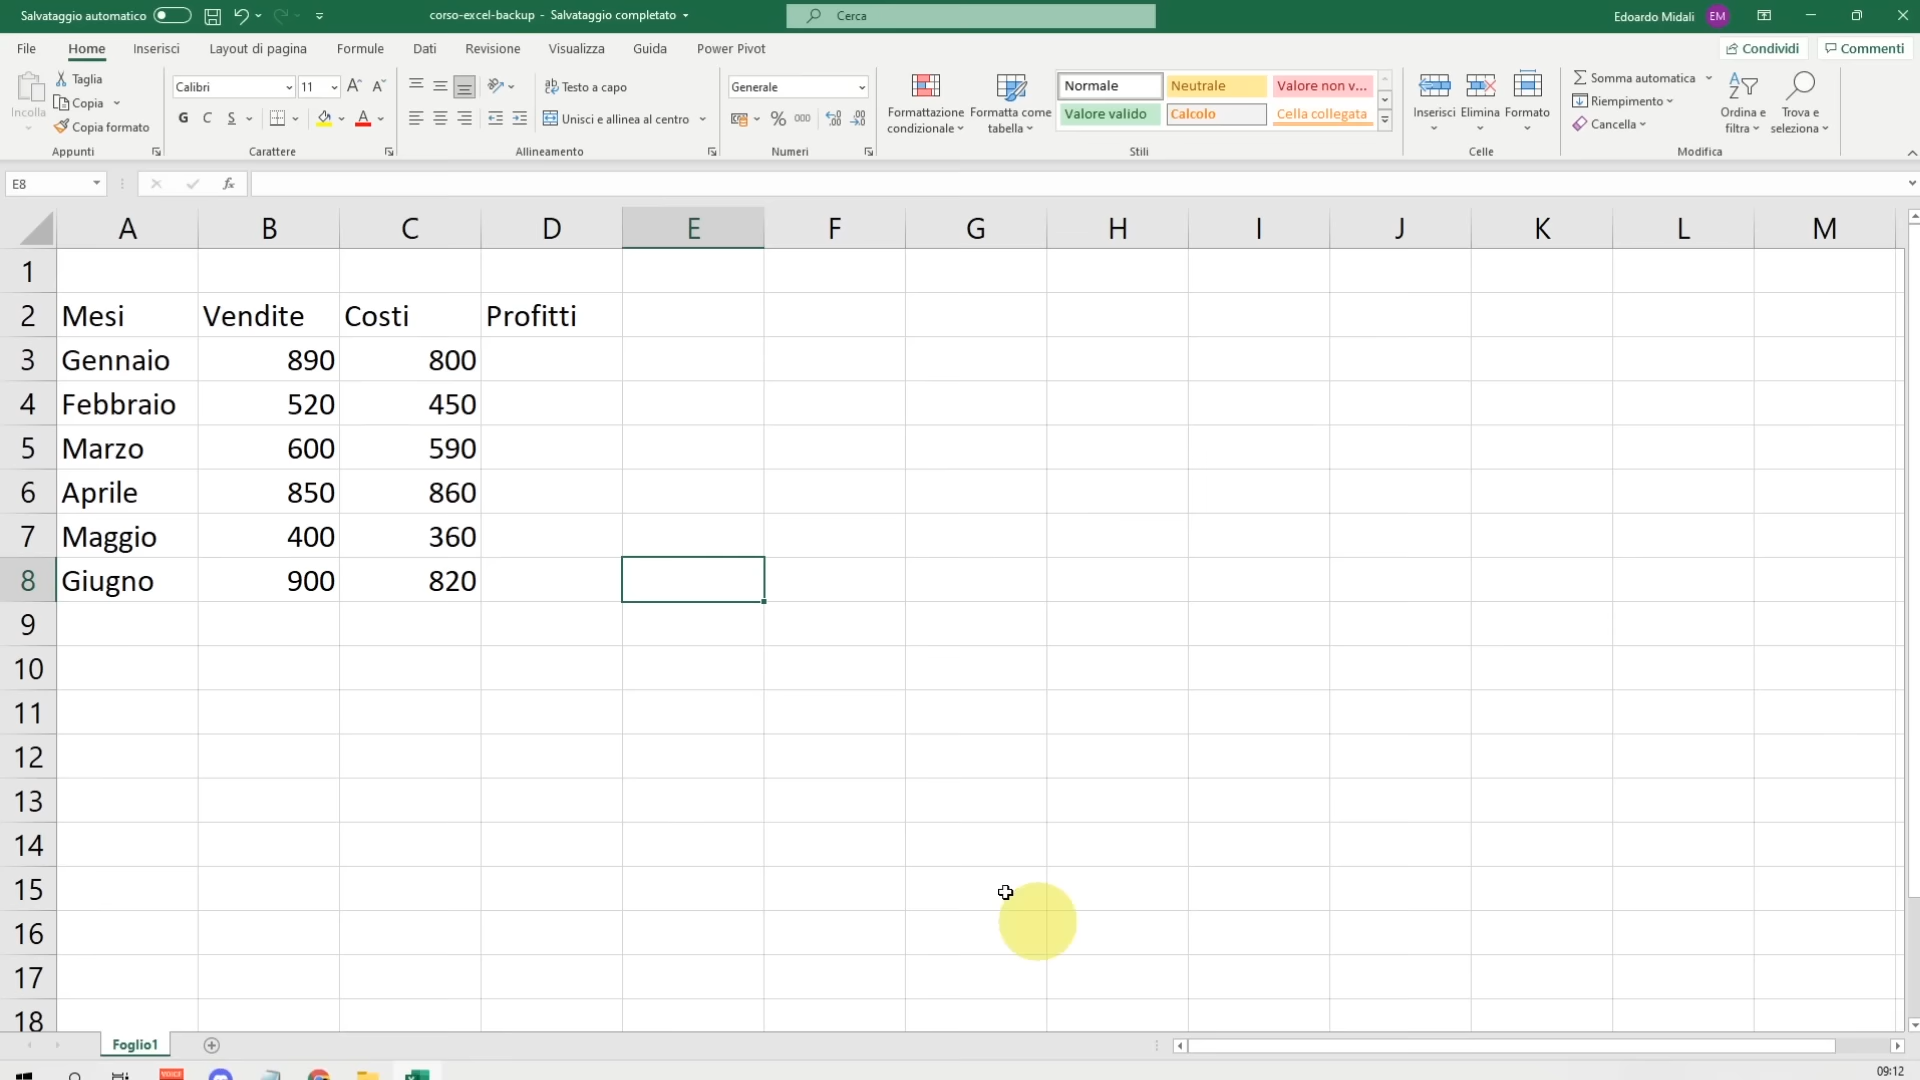 Salvataggio automatico
corso-excel-backup - Salvataggio completato
Cerca
Edoardo Midali EM
File Home Inserisci Layout di pagina Formule Dati Revisione Visualizza Guida Power Pivot Condividi Commenti
Incolla
Taglia
Copia
Copia formato
Appunti
Calibri 11
G C S A
Carattere
Testo a capo
Unisci e allinea al centro
Allineamento
Generale
% 000
Numeri
Formattazione condizionale
Formatta come tabella
Normale Neutrale Valore non v...
Valore valido Calcolo Cella collegata
Stili
Inserisci Elimina Formato
Celle
Somma automatica
Riempimento
Cancella
Ordina e filtra
Trova e seleziona
Modifica
E8 fx
A B C D E F G H I J K L M
1
2 Mesi Vendite Costi Profitti
3 Gennaio 890 800
4 Febbraio 520 450
5 Marzo 600 590
6 Aprile 850 860
7 Maggio 400 360
8 Giugno 900 820
9
10
11
12
13
14
15
16
17
18
Foglio1
09:12